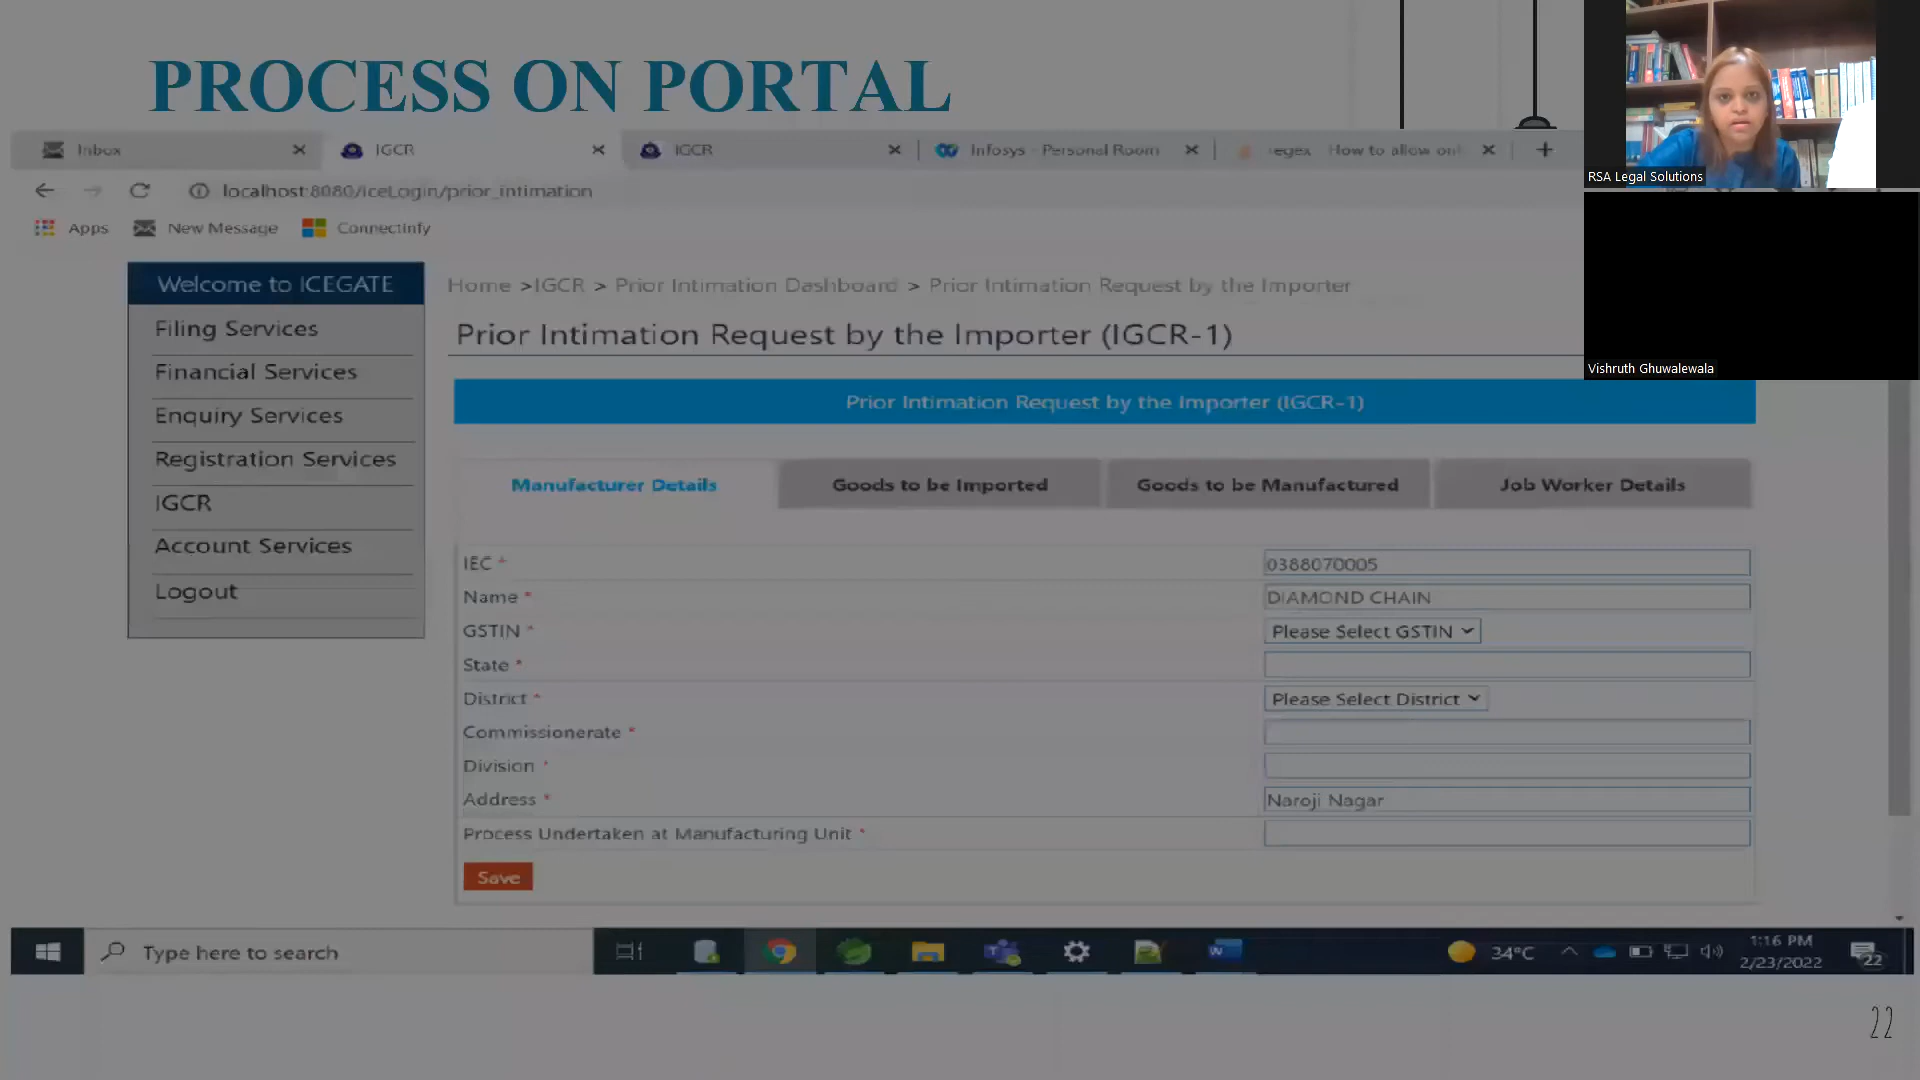 PROCESS ON PORTAL
Inbox
IGCR
IGCR
Infosys - Personal Room
regex How to allow onl
localhost:8080/iceLogin/prior_intimation
Apps
New Message
Connectinfy
RSA Legal Solutions
Vishruth Ghuwalewala
Welcome to ICEGATE
Filing Services
Financial Services
Enquiry Services
Registration Services
IGCR
Account Services
Logout
Home >IGCR > Prior Intimation Dashboard > Prior Intimation Request by the Importer
Prior Intimation Request by the Importer (IGCR-1)
Prior Intimation Request by the Importer (IGCR-1)
Manufacturer Details
Goods to be Imported
Goods to be Manufactured
Job Worker Details
IEC * 0388070005
Name * DIAMOND CHAIN
GSTIN * Please Select GSTIN
State *
District * Please Select District
Commissionerate *
Division *
Address * Naroji Nagar
Process Undertaken at Manufacturing Unit *
Save
Type here to search
34°C
1:16 PM
2/23/2022
22
22